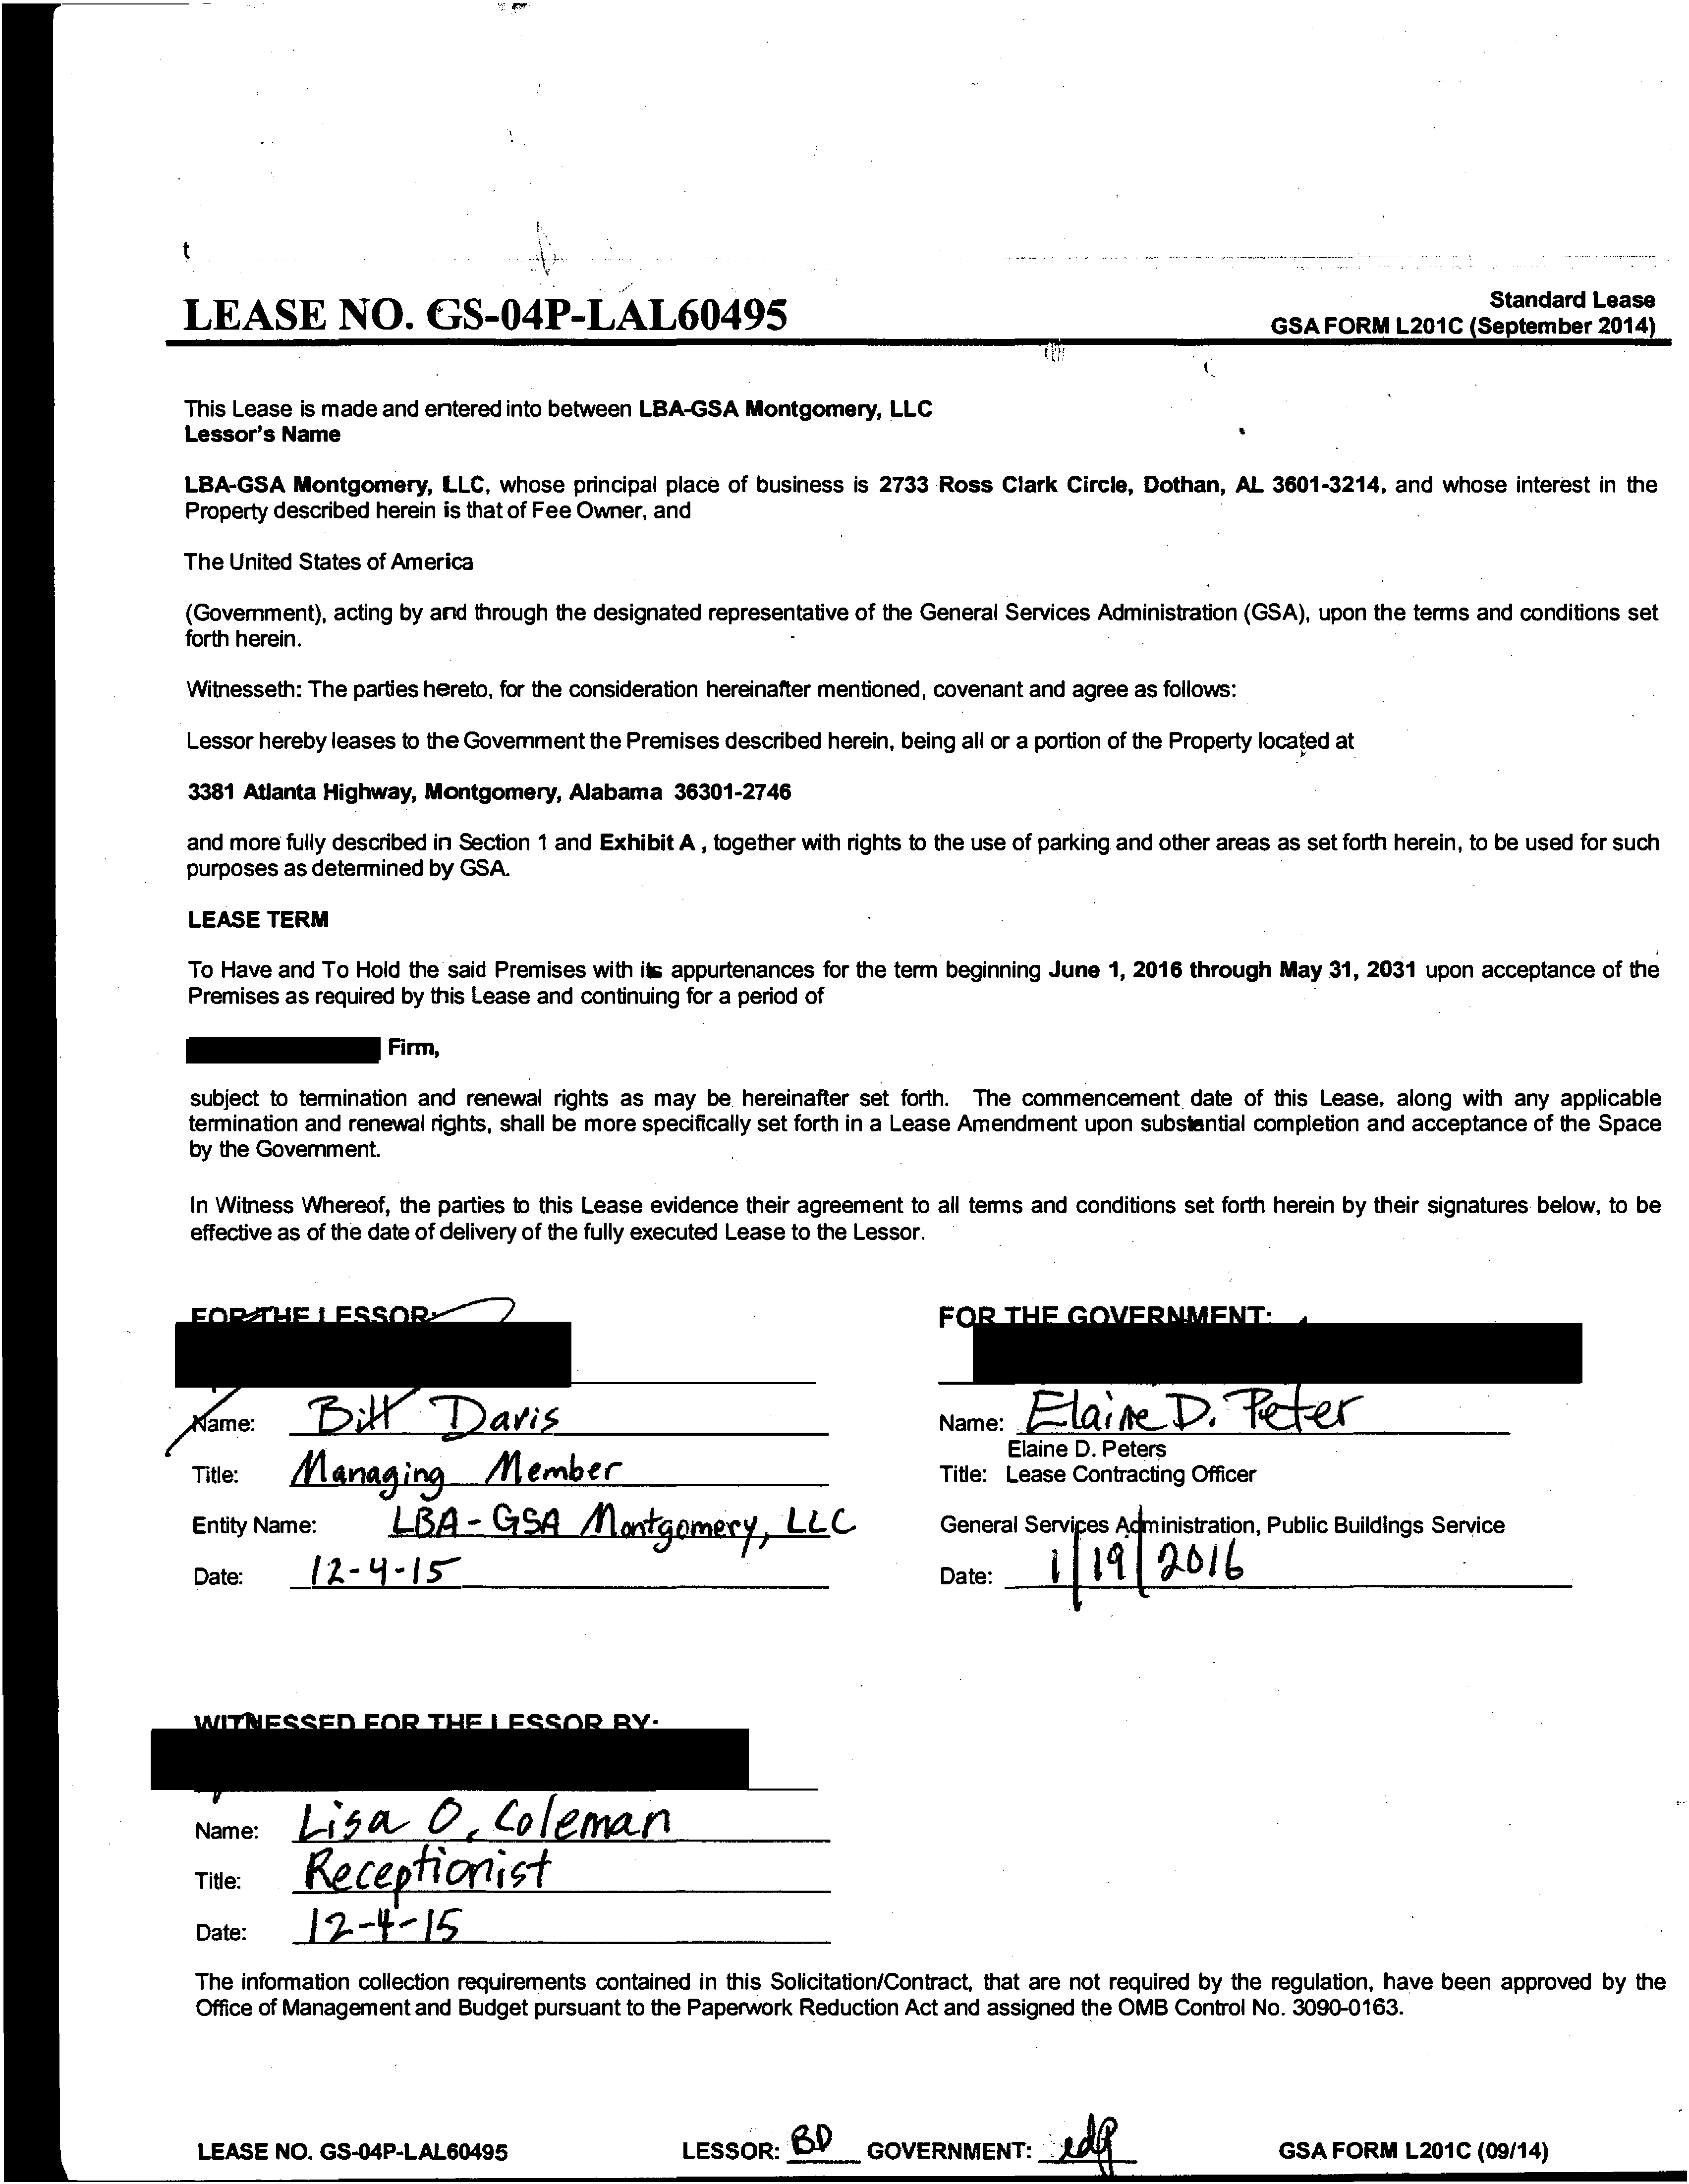 t
LEASE NO. GS-04P-LAL60495
Standard Lease
GSA FORM L201C (September 2014)
This Lease is made and entered into between LBA-GSA Montgomery, LLC
Lessor's Name
LBA-GSA Montgomery, LLC, whose principal place of business is 2733 Ross Clark Circle, Dothan, AL 3601-3214, and whose interest in the
Property described herein is that of Fee Owner, and
The United States of America
(Government), acting by and through the designated representative of the General Services Administration (GSA), upon the terms and conditions set
forth herein.
Witnesseth: The parties hereto, for the consideration hereinafter mentioned, covenant and agree as follows:
Lessor hereby leases to the Government the Premises described herein, being all or a portion of the Property located at
3381 Atlanta Highway, Montgomery, Alabama 36301-2746
and more fully described in Section 1 and Exhibit A , together with rights to the use of parking and other areas as set forth herein, to be used for such
purposes as determined by GSA.
LEASE TERM
To Have and To Hold the said Premises with its appurtenances for the term beginning June 1, 2016 through May 31, 2031 upon acceptance of the
Premises as required by this Lease and continuing for a period of
Firm,
subject to termination and renewal rights as may be hereinafter set forth. The commencement date of this Lease, along with any applicable
termination and renewal rights, shall be more specifically set forth in a Lease Amendment upon substantial completion and acceptance of the Space
by the Government.
In Witness Whereof, the parties to this Lease evidence their agreement to all terms and conditions set forth herein by their signatures below, to be
effective as of the date of delivery of the fully executed Lease to the Lessor.
FOR THE LESSOR:
Name: Bill Davis
Title: Managing Member
Entity Name: LBA-GSA Montgomery, LLC
Date: 12-4-15
FOR THE GOVERNMENT:
Name: Elaine D. Peter
Elaine D. Peters
Title: Lease Contracting Officer
General Services Administration, Public Buildings Service
Date: 1/19/2016
WITNESSED FOR THE LESSOR BY:
Name: Lisa O. Coleman
Title: Receptionist
Date: 12-4-15
The information collection requirements contained in this Solicitation/Contract, that are not required by the regulation, have been approved by the
Office of Management and Budget pursuant to the Paperwork Reduction Act and assigned the OMB Control No. 3090-0163.
LEASE NO. GS-04P-LAL60495 LESSOR: BD GOVERNMENT: edp GSA FORM L201C (09/14)